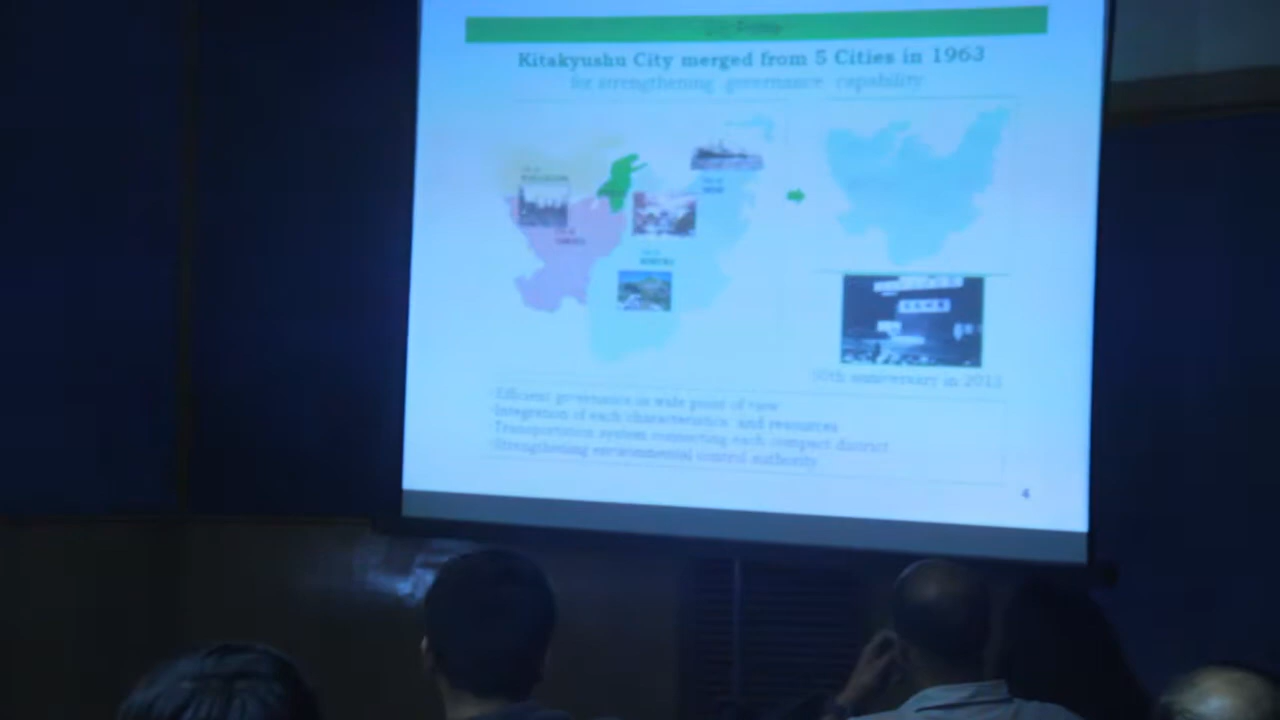 Kitakyushu City merged from 5 Cities in 1963
for strengthening governance capability
50th anniversary in 2013
·Efficient governance in wide point of view
·Integration of each characteristics and resources
·Transportation system connecting each compact district
·Strengthening environmental control authority
4